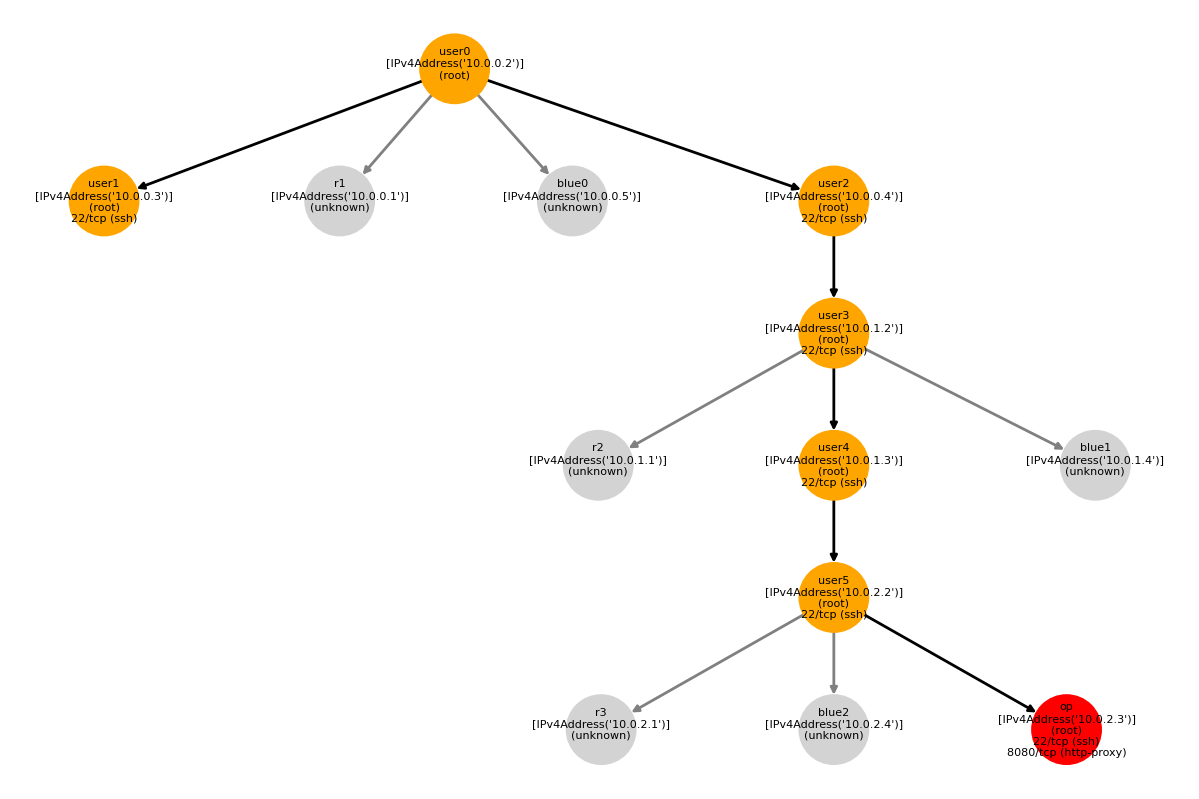 user0
[IPv4Address('10.0.0.2')]
(root)
user1
[IPv4Address('10.0.0.3')]
(root)
22/tcp (ssh)
r1
[IPv4Address('10.0.0.1')]
(unknown)
blue0
[IPv4Address('10.0.0.5')]
(unknown)
user2
[IPv4Address('10.0.0.4')]
(root)
22/tcp (ssh)
user3
[IPv4Address('10.0.1.2')]
(root)
22/tcp (ssh)
r2
[IPv4Address('10.0.1.1')]
(unknown)
user4
[IPv4Address('10.0.1.3')]
(root)
22/tcp (ssh)
blue1
[IPv4Address('10.0.1.4')]
(unknown)
user5
[IPv4Address('10.0.2.2')]
(root)
22/tcp (ssh)
r3
[IPv4Address('10.0.2.1')]
(unknown)
blue2
[IPv4Address('10.0.2.4')]
(unknown)
op
[IPv4Address('10.0.2.3')]
(root)
22/tcp (ssh)
8080/tcp (http-proxy)